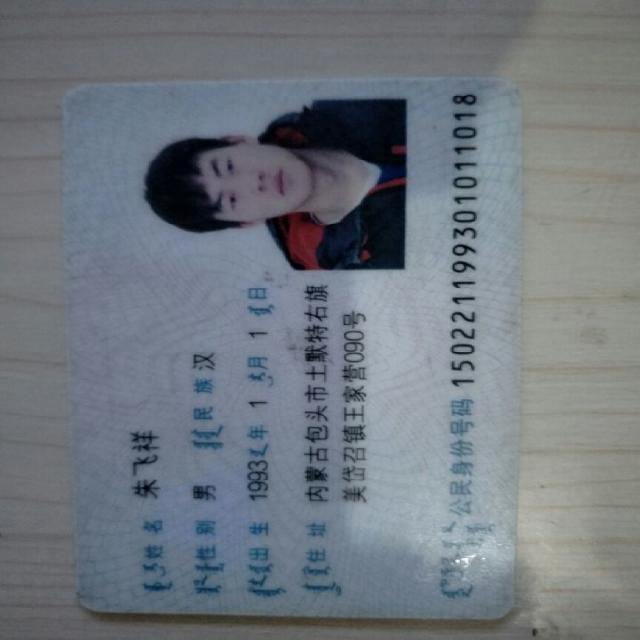 姓名 朱飞祥
性别 男 民族 汉
出生 1993 年 1 月 1 日
住址 内蒙古包头市土默特右旗
美岱召镇王家营090号
公民身份号码 150221199301011018